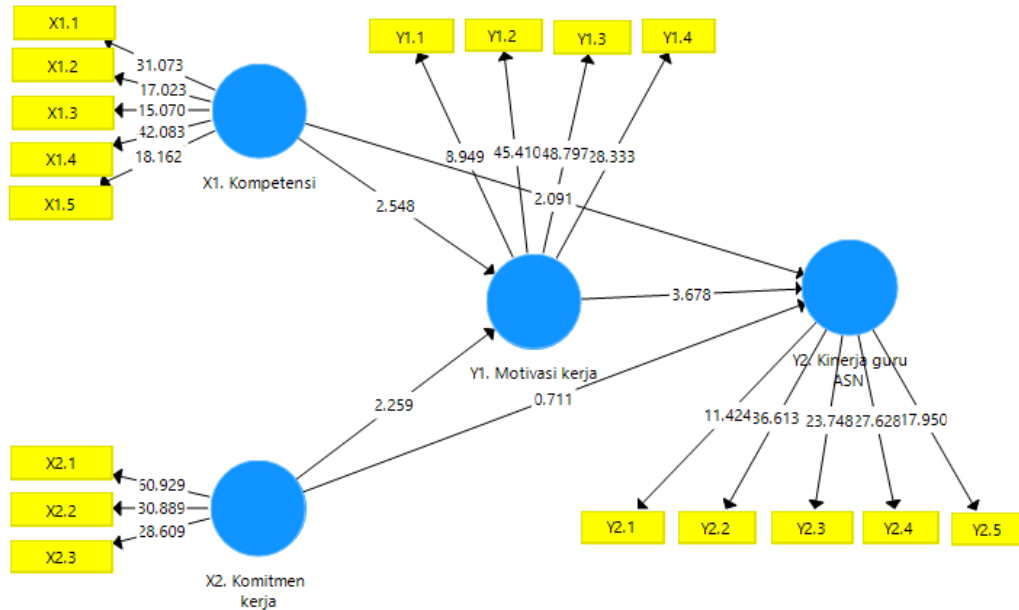 X1.1
X1.2
X1.3
X1.4
X1.5
31.073
17.023
15.070
42.083
18.162
X1. Kompetensi
Y1.1
Y1.2
Y1.3
Y1.4
8.949
45.410
48.797
28.333
2.548
2.091
Y1. Motivasi kerja
3.678
2.259
0.711
Y2. Kinerja guru
ASN
11.424
36.613
23.748
27.628
17.950
Y2.1
Y2.2
Y2.3
Y2.4
Y2.5
X2.1
X2.2
X2.3
30.889
28.609
X2. Komitmen
kerja